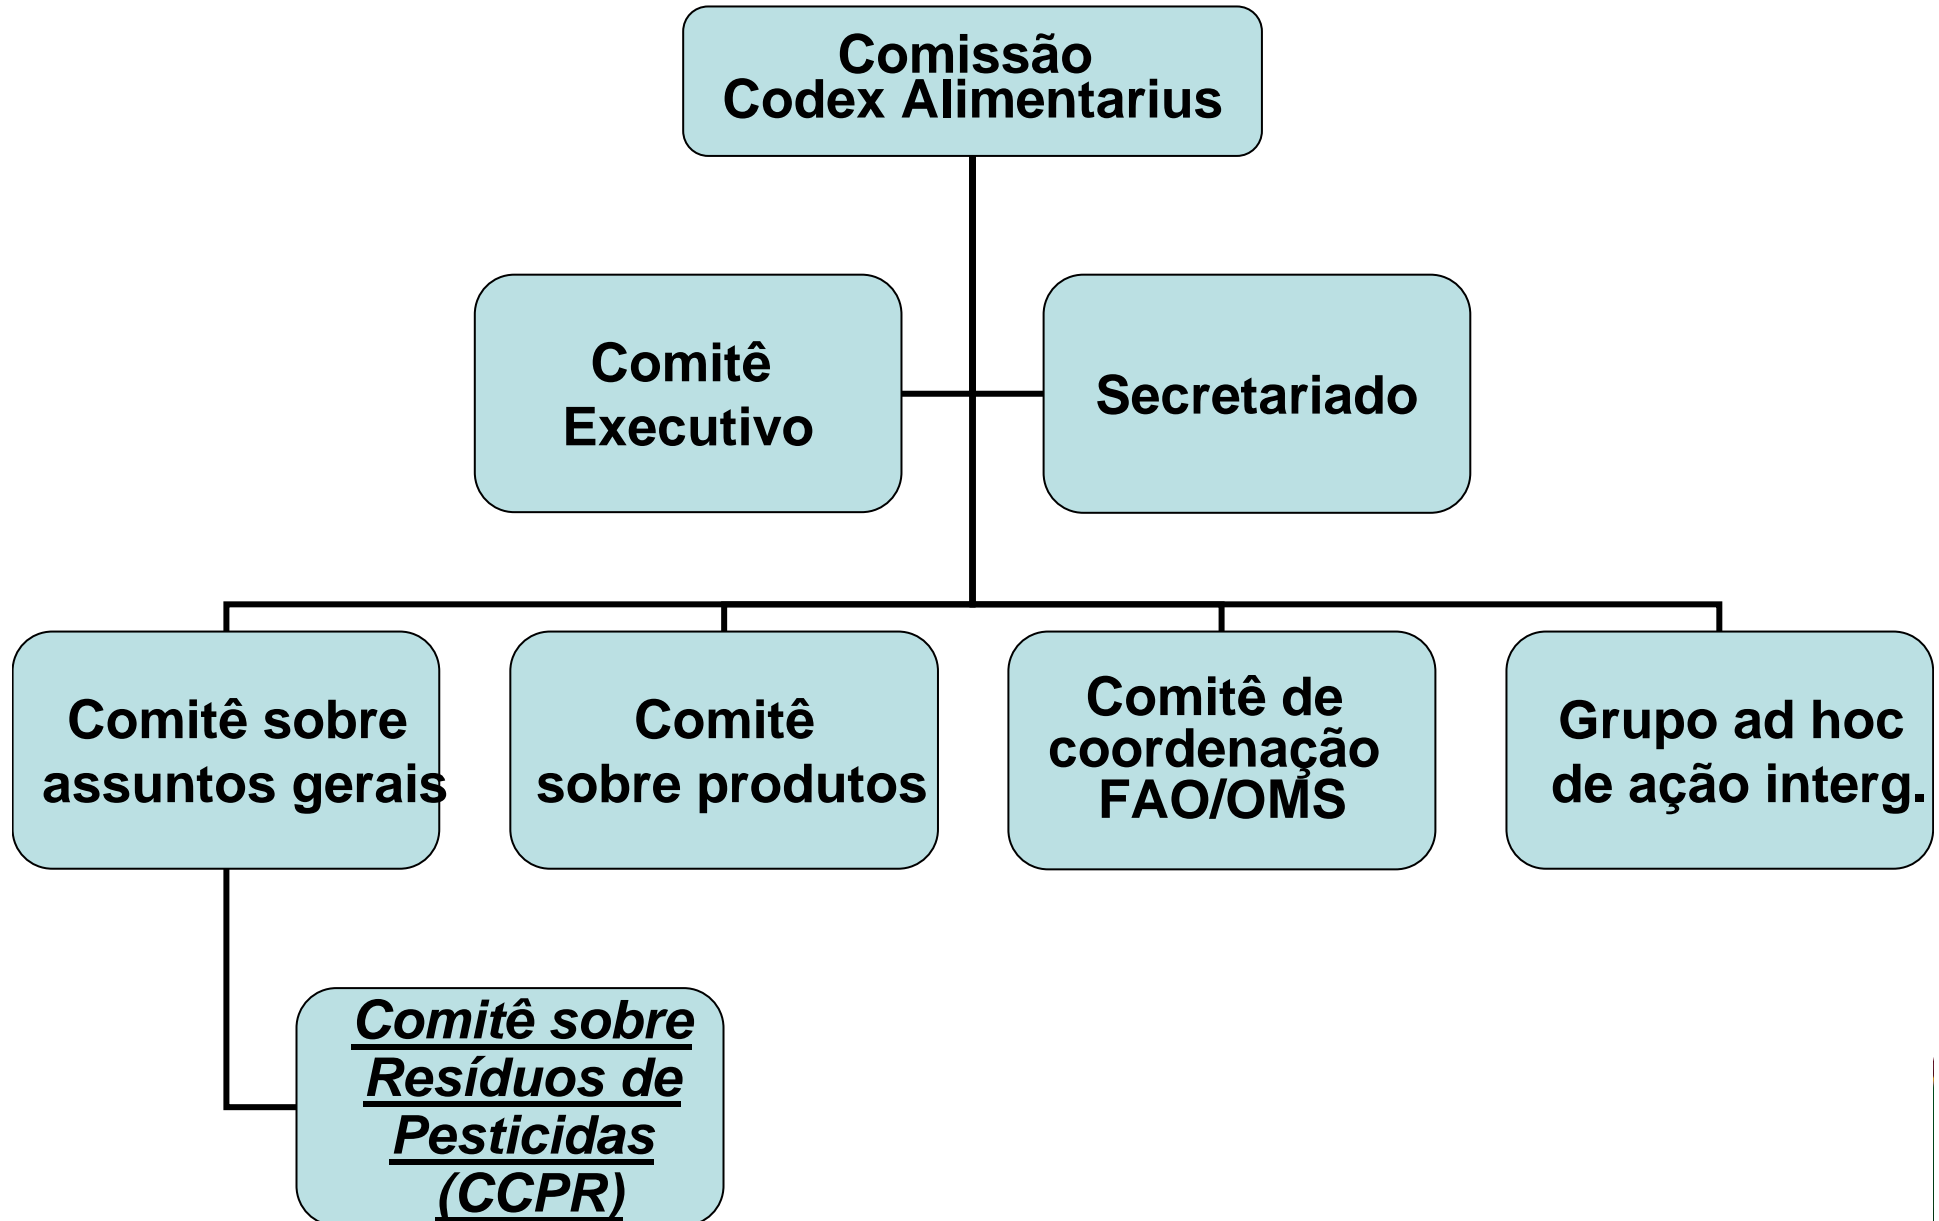 Comissão
Codex Alimentarius
Comitê
Executivo
Secretariado
Comitê sobre
assuntos gerais
Comitê
sobre produtos
Comitê de
coordenação
FAO/OMS
Grupo ad hoc
de ação interg.
Comitê sobre
Resíduos de
Pesticidas
(CCPR)